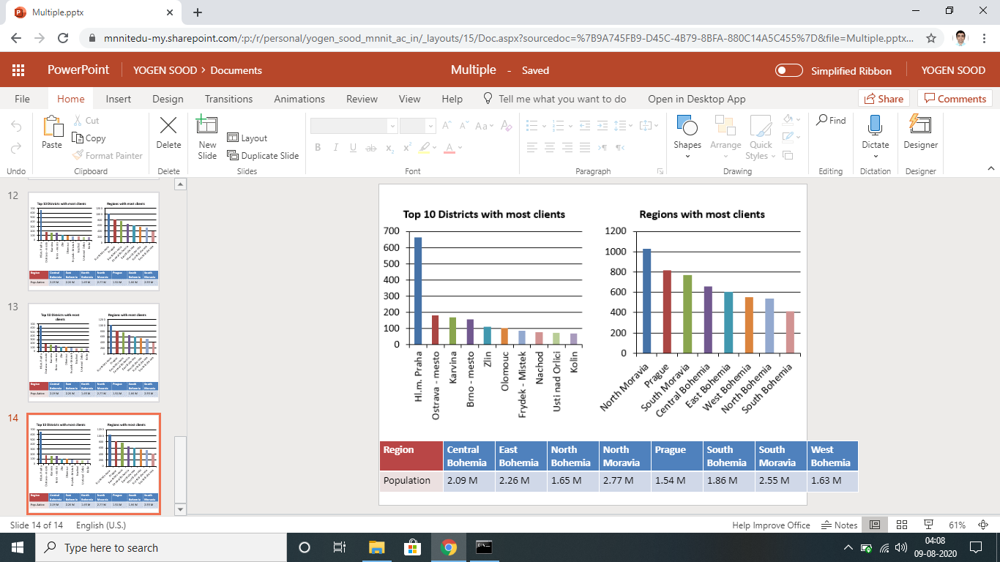 Multiple.pptx
mnnitedu-my.sharepoint.com/:p:/r/personal/yogen_sood_mnnit_ac_in/_layouts/15/Doc.aspx?sourcedoc=%7B9A745FB9-D45C-4B79-8BFA-880C14A5C455%7D&file=Multiple.pptx...
PowerPoint YOGEN SOOD > Documents Multiple - Saved Simplified Ribbon YOGEN SOOD
File Home Insert Design Transitions Animations Review View Help Tell me what you want to do Open in Desktop App Share Comments
Paste Cut Copy Format Painter Delete New Slide Layout Duplicate Slide
B I U ab x2 x2 A Aa
Shapes Arrange Quick Styles Find Dictate Designer
Undo Clipboard Delete Slides Font Paragraph Drawing Editing Dictation Designer
12
13
14
Top 10 Districts with most clients
700
600
500
400
300
200
100
0
Hl.m. Praha
Ostrava - mesto
Karvina
Brno - mesto
Zlin
Olomouc
Frydek - Mistek
Nachod
Usti nad Orlici
Kolin
Regions with most clients
1200
1000
800
600
400
200
0
North Moravia
Prague
South Moravia
Central Bohemia
East Bohemia
West Bohemia
North Bohemia
South Bohemia
Region Central Bohemia East Bohemia North Bohemia North Moravia Prague South Bohemia South Moravia West Bohemia
Population 2.09 M 2.26 M 1.65 M 2.77 M 1.54 M 1.86 M 2.55 M 1.63 M
Slide 14 of 14 English (U.S.) Help Improve Office Notes 61%
Type here to search
04:08
09-08-2020